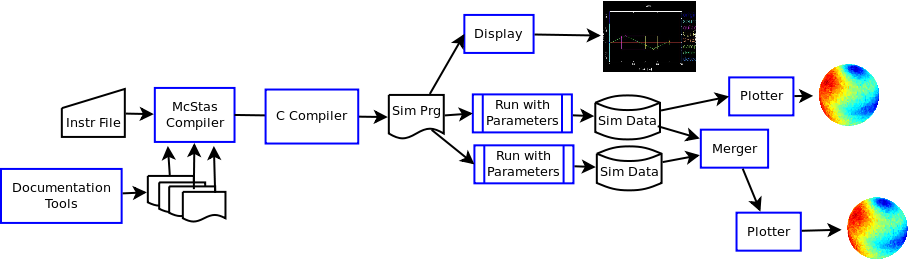 Display
Instr File
McStas
Compiler
C Compiler
Sim Prg
Run with
Parameters
Sim Data
Plotter
Run with
Parameters
Sim Data
Merger
Documentation
Tools
Plotter